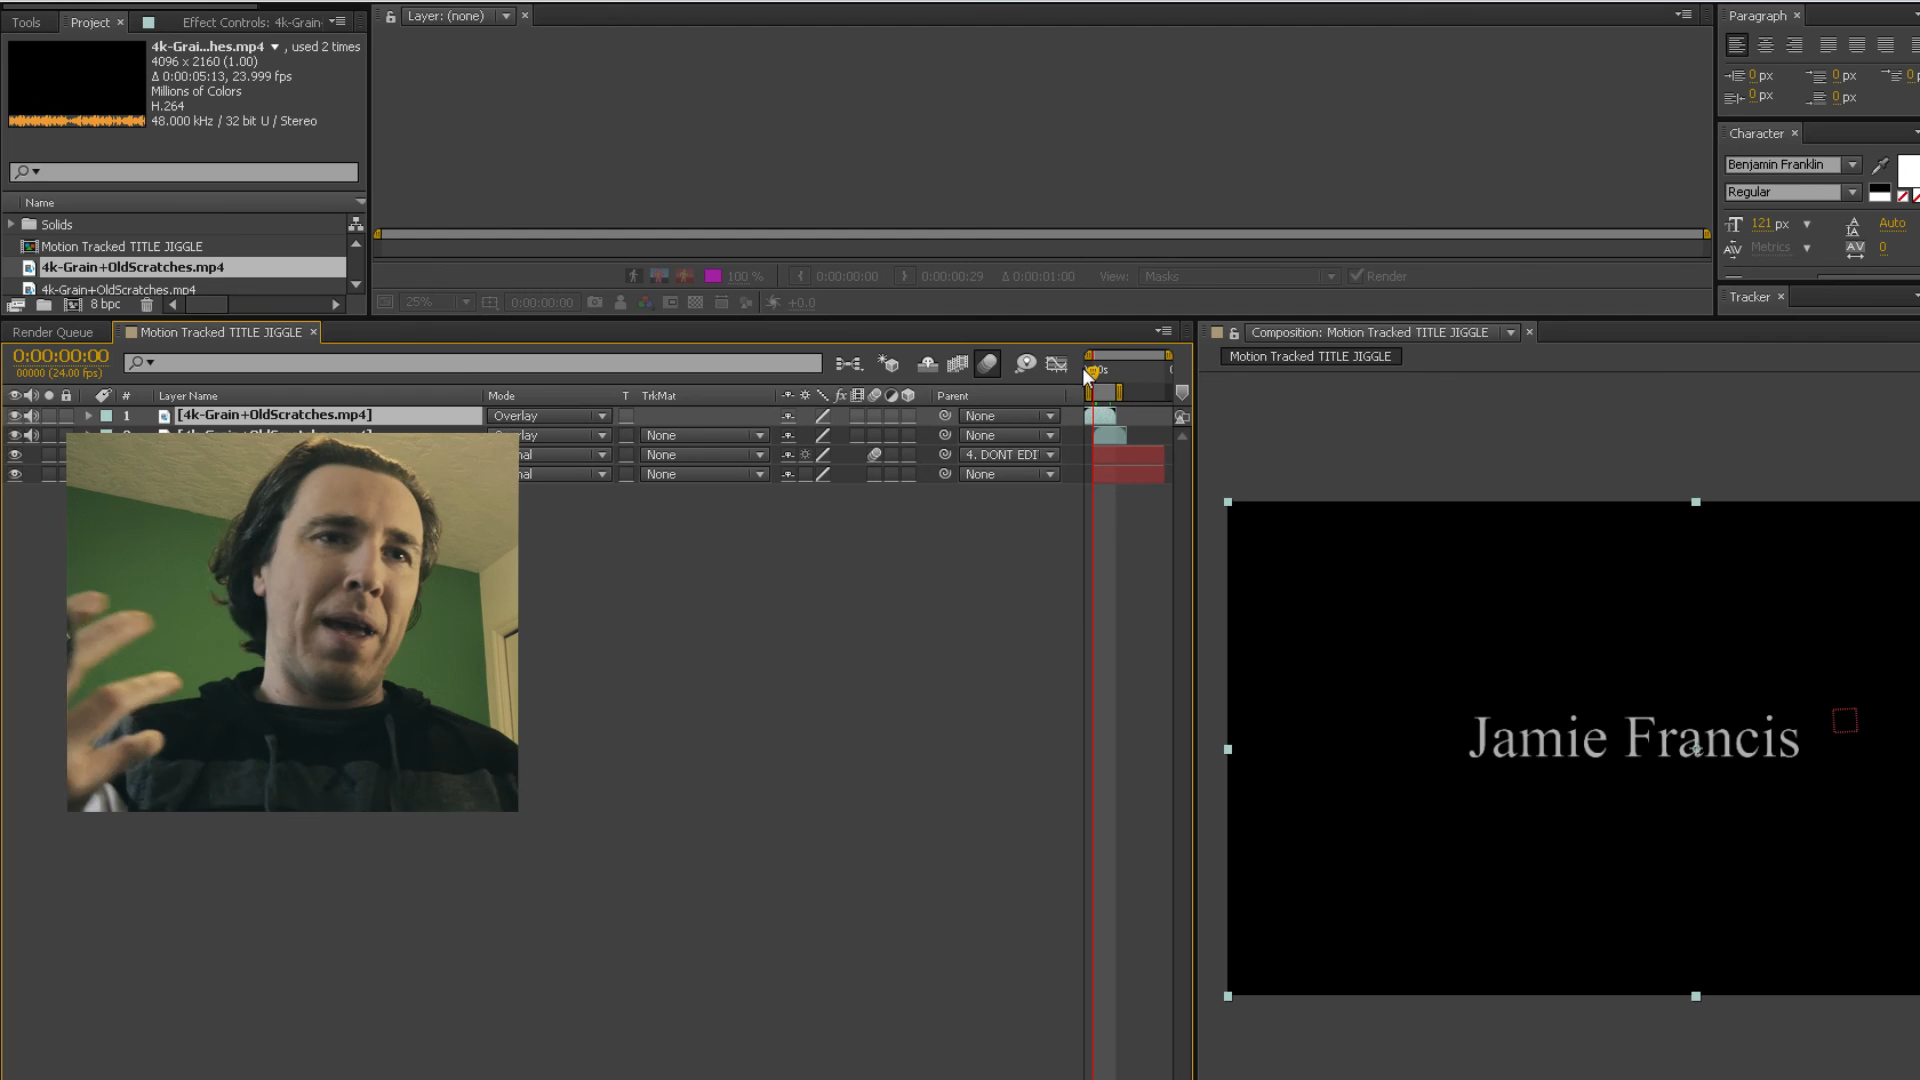 Tools Project × Effect Controls: 4k-Grain Layer: (none) × Paragraph ×
4k-Grai...hes.mp4 ▼ , used 2 times
4096 x 2160 (1.00)
Δ 0:00:05:13, 23.999 fps
Millions of Colors
H.264
48.000 kHz / 32 bit U / Stereo
0 px 0 px 0 p
0 px 0 px
Character ×
Benjamin Franklin
Regular
121 px Auto
Metrics 0
Tracker ×
Name
Solids
Motion Tracked TITLE JIGGLE
4k-Grain+OldScratches.mp4
4k-Grain+OldScratches.mp4
8 bpc
100 % 0:00:00:00 0:00:00:29 Δ 0:00:01:00 View: Masks Render
25% 0:00:00:00 +0.0
Render Queue Motion Tracked TITLE JIGGLE × Composition: Motion Tracked TITLE JIGGLE ×
0:00:00:00
00000 (24.00 fps)
Motion Tracked TITLE JIGGLE
# Layer Name Mode T TrkMat fx Parent
1 [4k-Grain+OldScratches.mp4] Overlay None
None None
None 4. DONT EDI
None None
Jamie Francis